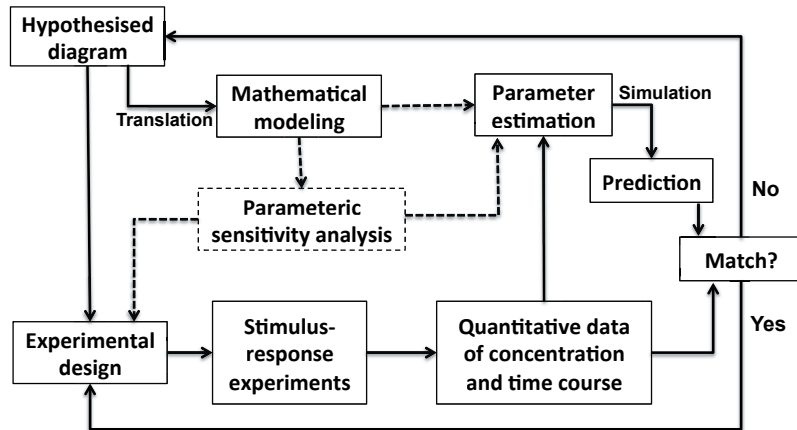 Hypothesised
diagram
Translation
Mathematical
modeling
Parameter
estimation
Simulation
Prediction
No
Parameteric
sensitivity analysis
Match?
Yes
Experimental
design
Stimulus-
response
experiments
Quantitative data
of concentration
and time course